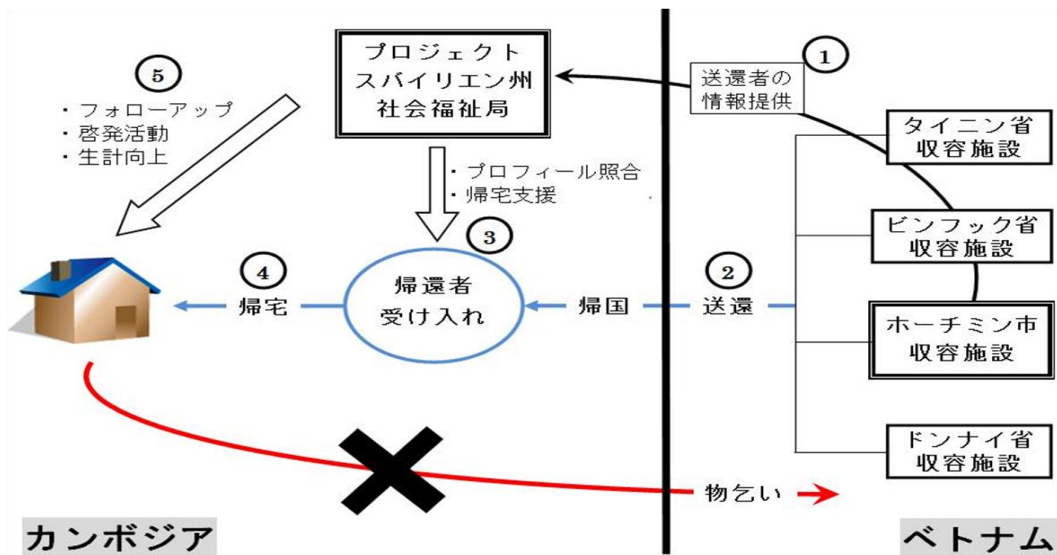 プロジェクト
スバイリエン州
社会福祉局
①
送還者の
情報提供
⑤
・フォローアップ
・啓発活動
・生計向上
タイニン省
収容施設
・プロフィール照合
・帰宅支援
ビンフック省
収容施設
③
帰還者
受け入れ
④
帰宅
帰国
②
送還
ホーチミン市
収容施設
ドンナイ省
収容施設
物乞い
カンボジア
ベトナム